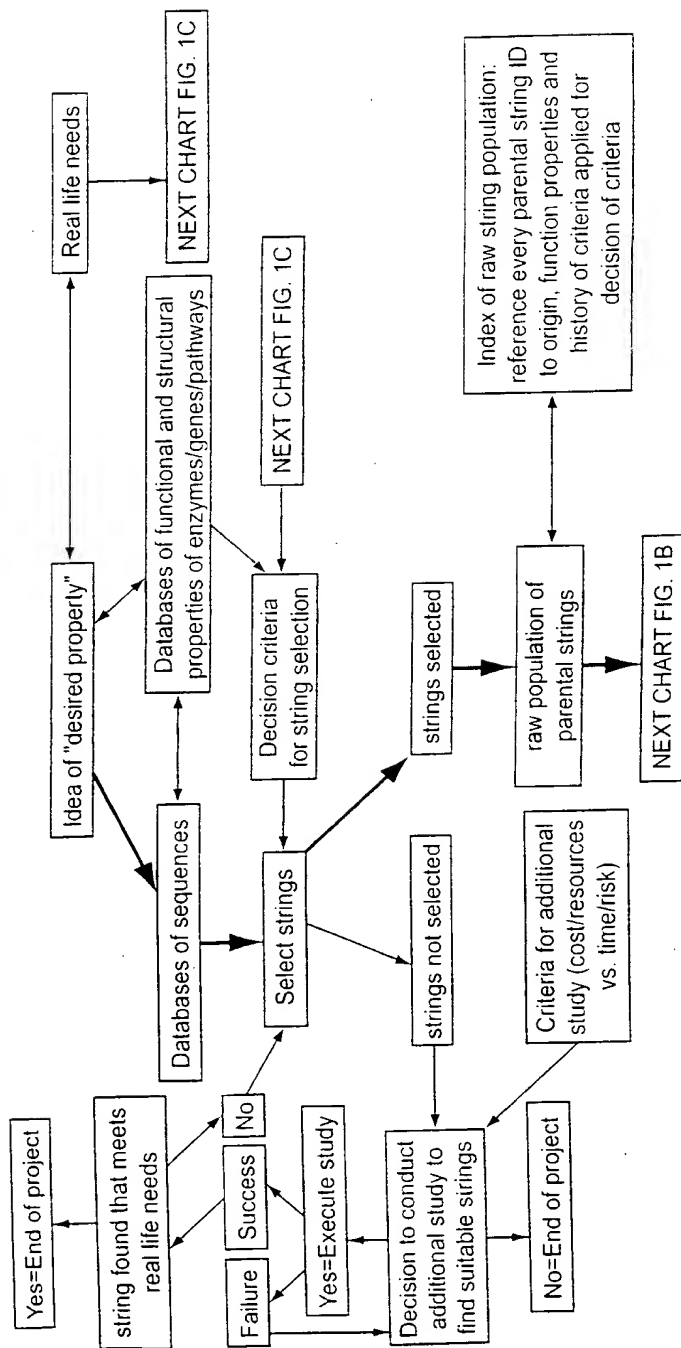 Idea of "desired property"
Real life needs
NEXT CHART FIG. 1C
Databases of sequences
Databases of functional and structural
properties of enzymes/genes/pathways
Yes=End of project
string found that meets
real life needs
No
Select strings
Decision criteria
for string selection
NEXT CHART FIG. 1C
Failure
Success
Yes=Execute study
strings not selected
strings selected
Decision to conduct
additional study to
find suitable sirings
No=End of project
Criteria for additional
study (cost/resources
vs. time/risk)
raw population of
parental strings
NEXT CHART FIG. 1B
Index of raw string population:
reference every parental string ID
to origin, function properties and
history of criteria applied for
decision of criteria